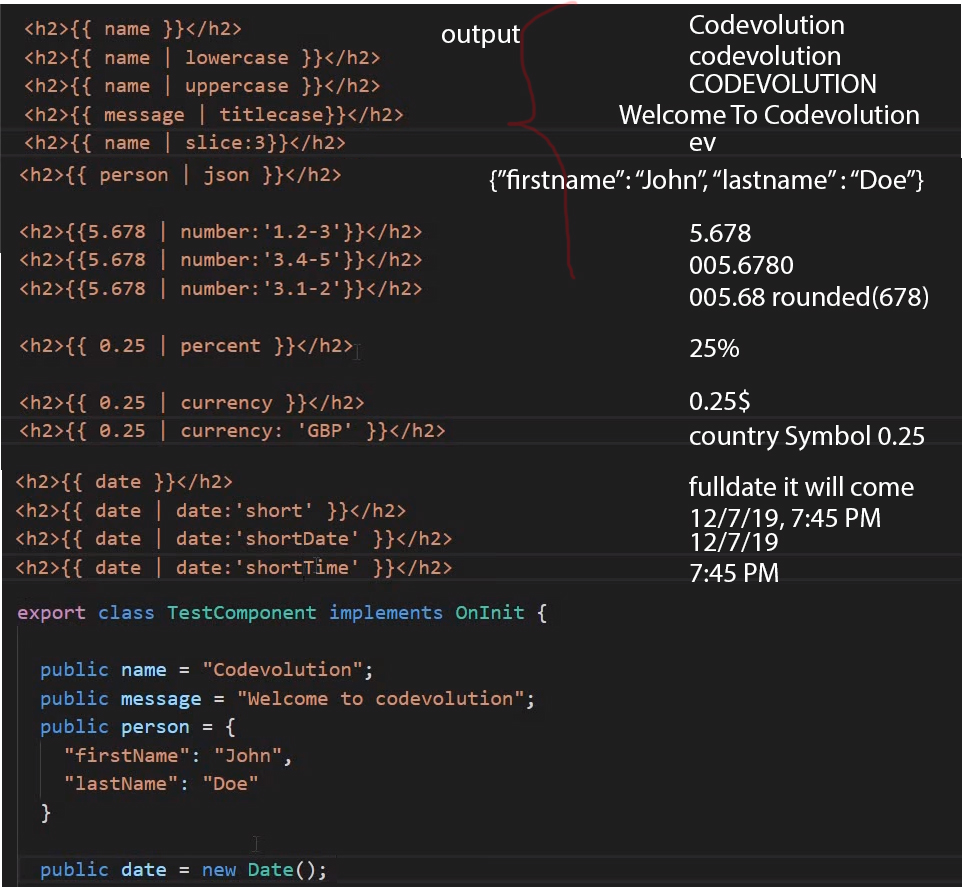 <h2>{{ name }}</h2> output Codevolution
<h2>{{ name | lowercase }}</h2> codevolution
<h2>{{ name | uppercase }}</h2> CODEVOLUTION
<h2>{{ message | titlecase}}</h2> Welcome To Codevolution
<h2>{{ name | slice:3}}</h2> ev
<h2>{{ person | json }}</h2> {”firstname”: “John”, “lastname” : “Doe”}
<h2>{{5.678 | number:'1.2-3'}}</h2> 5.678
<h2>{{5.678 | number:'3.4-5'}}</h2> 005.6780
<h2>{{5.678 | number:'3.1-2'}}</h2> 005.68 rounded(678)
<h2>{{ 0.25 | percent }}</h2> 25%
<h2>{{ 0.25 | currency }}</h2> 0.25$
<h2>{{ 0.25 | currency: 'GBP' }}</h2> country Symbol 0.25
<h2>{{ date }}</h2> fulldate it will come
<h2>{{ date | date:'short' }}</h2> 12/7/19, 7:45 PM
<h2>{{ date | date:'shortDate' }}</h2> 12/7/19
<h2>{{ date | date:'shortTime' }}</h2> 7:45 PM
export class TestComponent implements OnInit {
public name = "Codevolution";
public message = "Welcome to codevolution";
public person = {
"firstName": "John",
"lastName": "Doe"
}
public date = new Date();